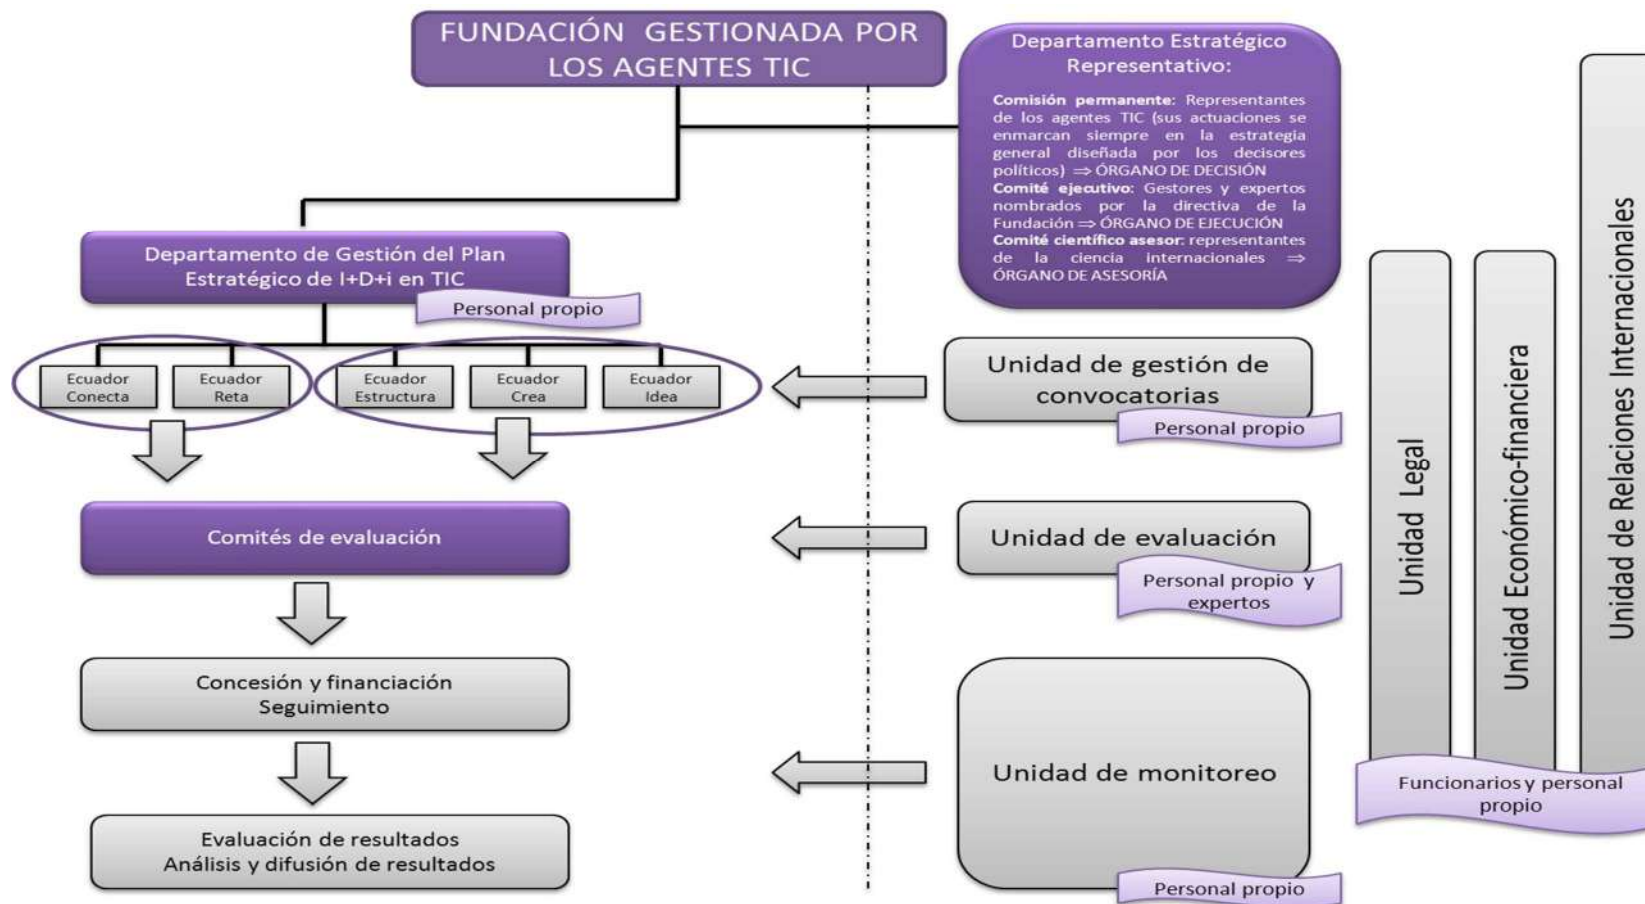 FUNDACIÓN GESTIONADA POR
LOS AGENTES TIC
Departamento Estratégico
Representativo:
Comisión permanente: Representantes
de los agentes TIC (sus actuaciones se
enmarcan siempre en la estrategia
general diseñada por los decisores
políticos) ⇒ ÓRGANO DE DECISIÓN
Comité ejecutivo: Gestores y expertos
nombrados por la directiva de la
Fundación ⇒ ÓRGANO DE EJECUCIÓN
Comité científico asesor: representantes
de la ciencia internacionales ⇒
ÓRGANO DE ASESORÍA
Departamento de Gestión del Plan
Estratégico de I+D+i en TIC
Personal propio
Ecuador
Conecta
Ecuador
Reta
Ecuador
Estructura
Ecuador
Crea
Ecuador
Idea
Unidad de gestión de
convocatorias
Personal propio
Comités de evaluación
Unidad de evaluación
Personal propio y
expertos
Concesión y financiación
Seguimiento
Unidad de monitoreo
Personal propio
Evaluación de resultados
Análisis y difusión de resultados
Unidad Legal
Unidad Económico-financiera
Unidad de Relaciones Internacionales
Funcionarios y personal
propio